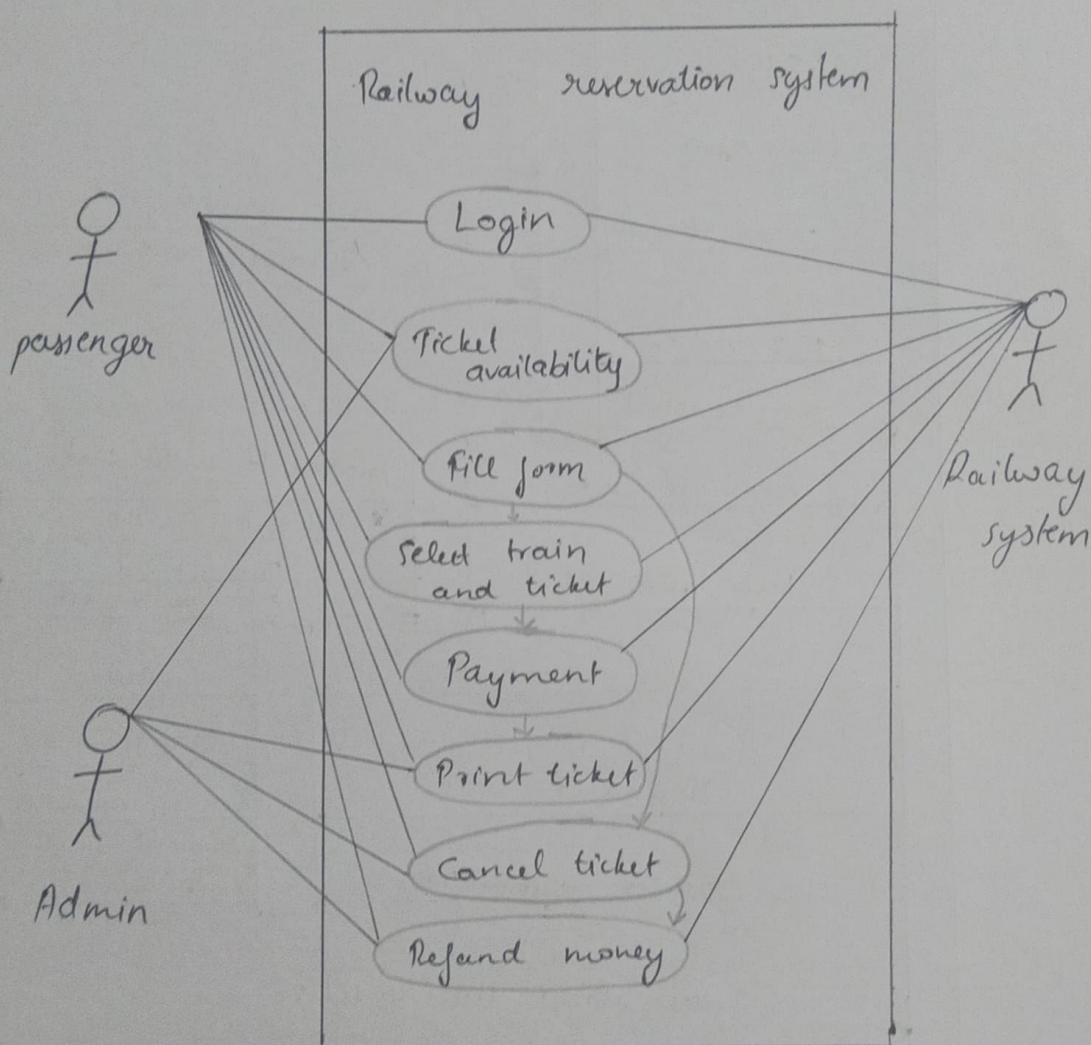 Railway reservation system
Login
passenger
Ticket
availability
Fill form
Railway
system
Select train
and ticket
Payment
Print ticket
Cancel ticket
Admin
Refund money